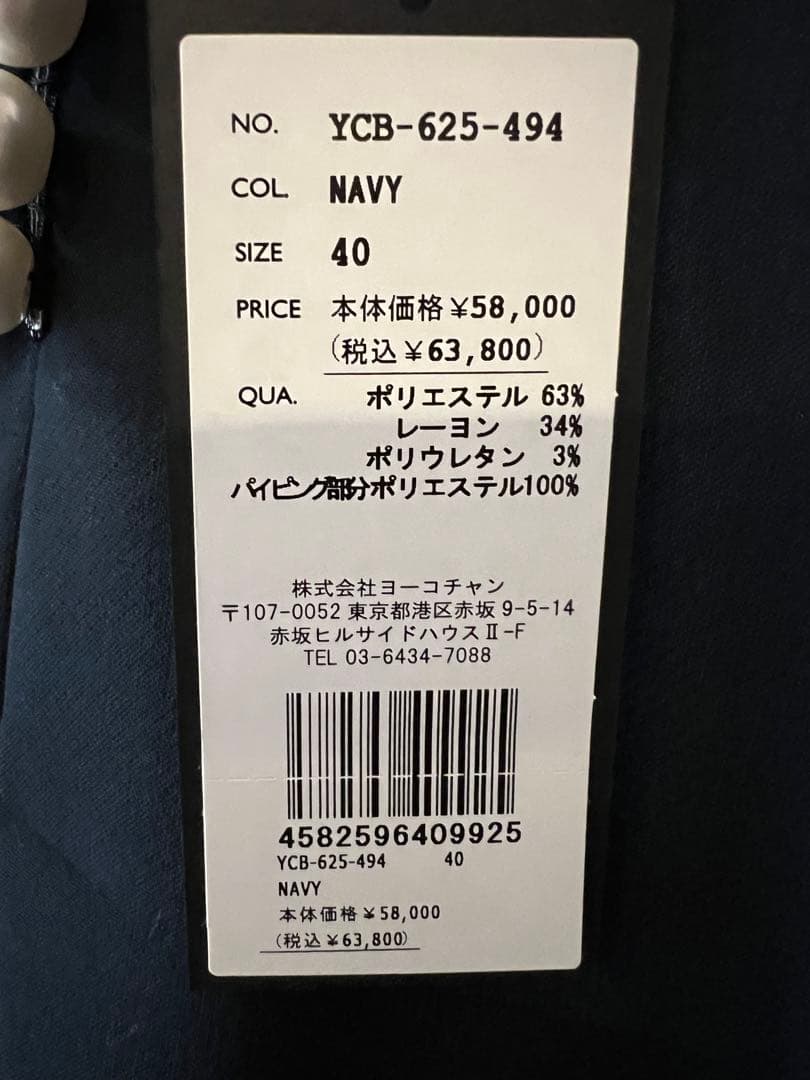 NO. YCB-625-494
COL. NAVY
SIZE 40
PRICE 本体価格¥58,000
(税込¥63,800)
QUA. ポリエステル 63%
レーヨン 34%
ポリウレタン 3%
パイピング部分ポリエステル100%
株式会社ヨーコチャン
〒107-0052 東京都港区赤坂 9-5-14
赤坂ヒルサイドハウスⅡ-F
TEL 03-6434-7088
4582596409925
YCB-625-494 40
NAVY
本体価格¥58,000
(税込¥63,800)